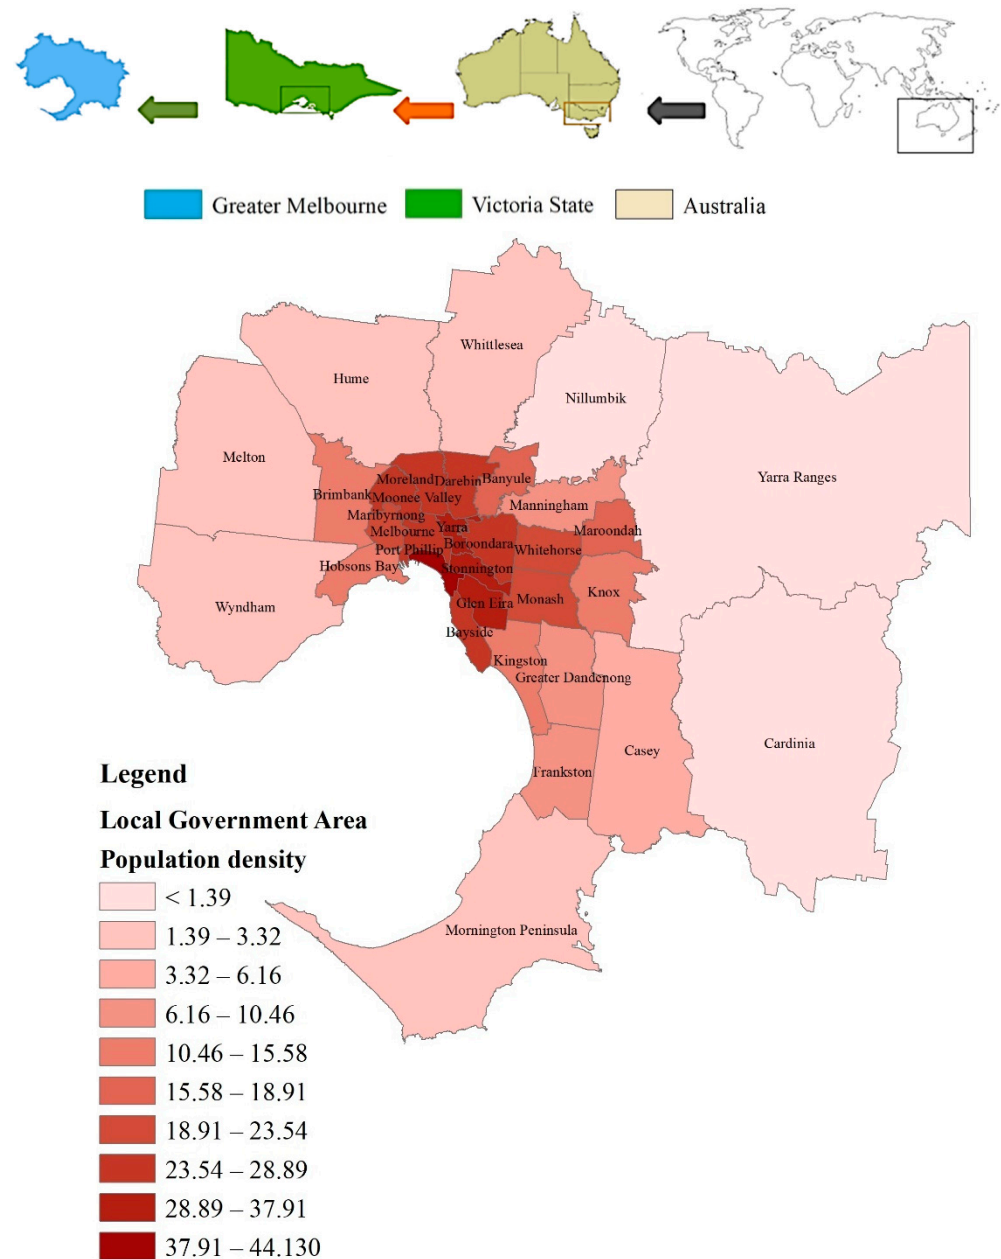 Greater Melbourne
Victoria State
Australia
Whittlesea
Hume
Nillumbik
Melton
Yarra Ranges
Moreland
Darebin
Banyule
Brimbank
Moonee Valley
Manningham
Maribyrnong
Yarra
Melbourne
Maroondah
Boroondara
Port Phillip
Whitehorse
Hobsons Bay
Stonnington
Knox
Wyndham
Glen Eira
Monash
Bayside
Kingston
Greater Dandenong
Cardinia
Casey
Frankston
Mornington Peninsula
Legend
Local Government Area
Population density
< 1.39
1.39 – 3.32
3.32 – 6.16
6.16 – 10.46
10.46 – 15.58
15.58 – 18.91
18.91 – 23.54
23.54 – 28.89
28.89 – 37.91
37.91 – 44.130